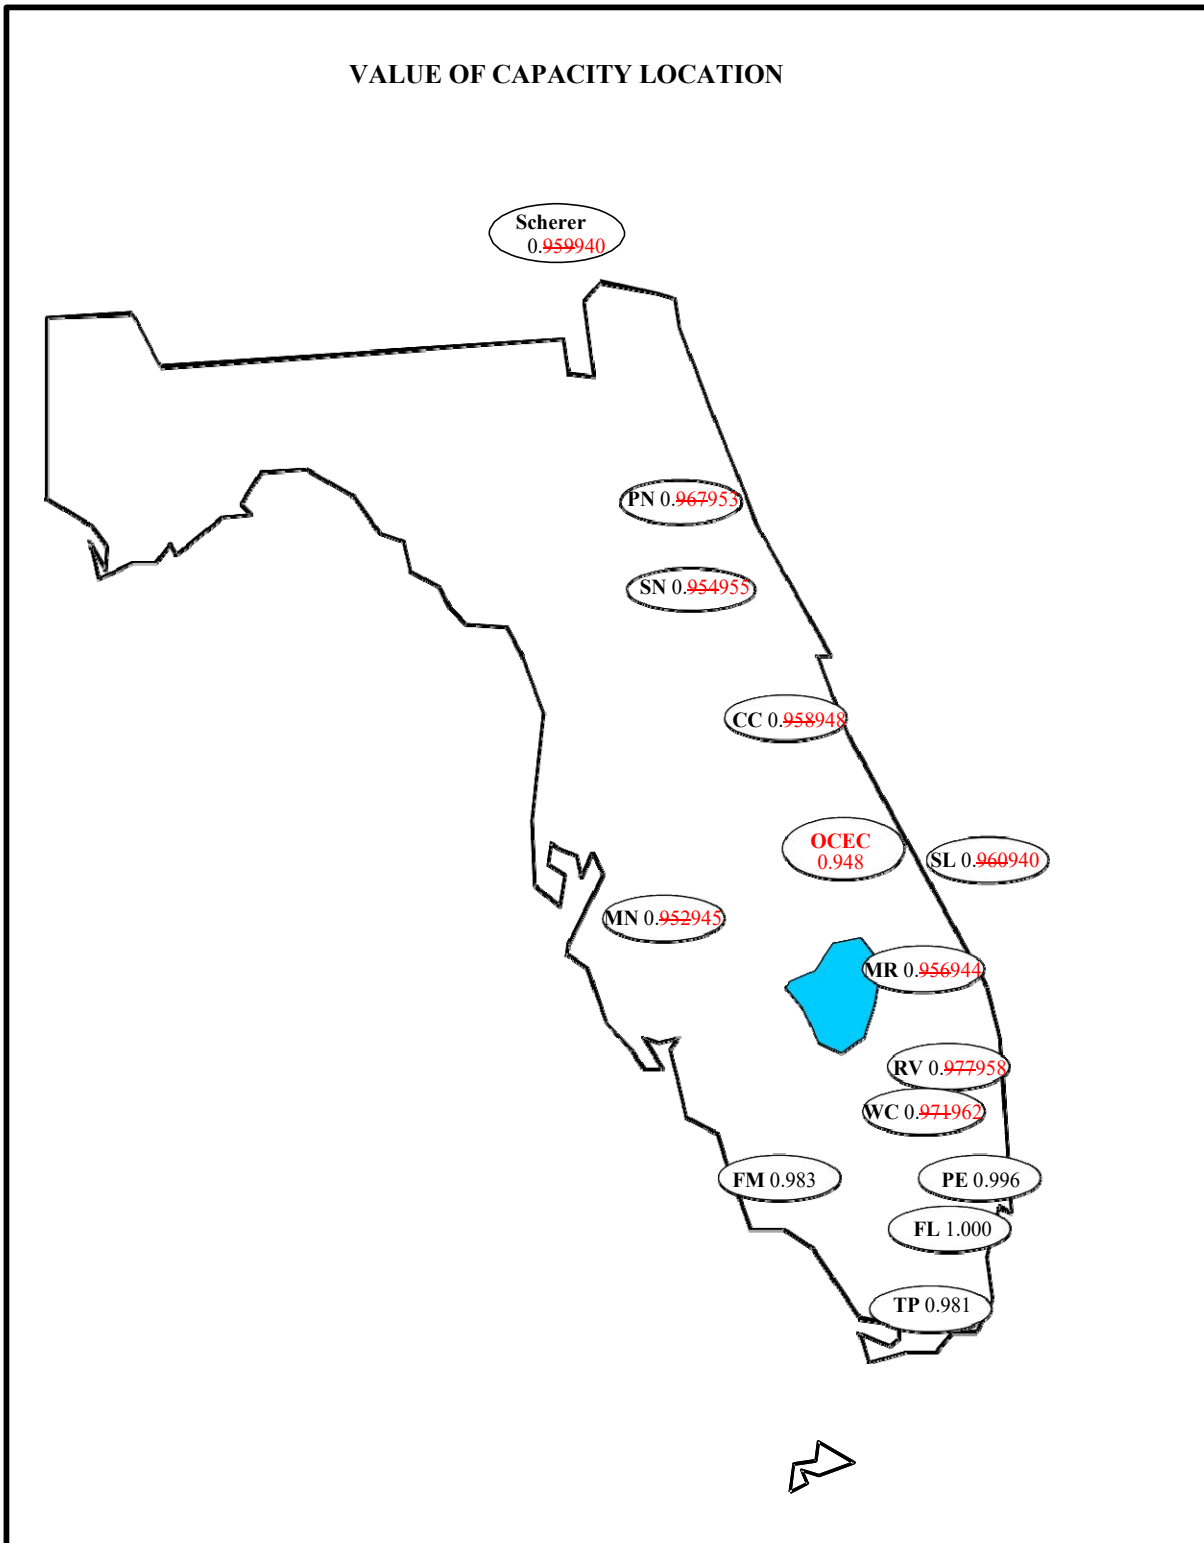 VALUE OF CAPACITY LOCATION
Scherer
0.959940
PN 0.967953
SN 0.954955
CC 0.958948
OCEC
0.948
SL 0.960940
MN 0.952945
MR 0.956944
RV 0.977958
WC 0.971962
FM 0.983
PE 0.996
FL 1.000
TP 0.981